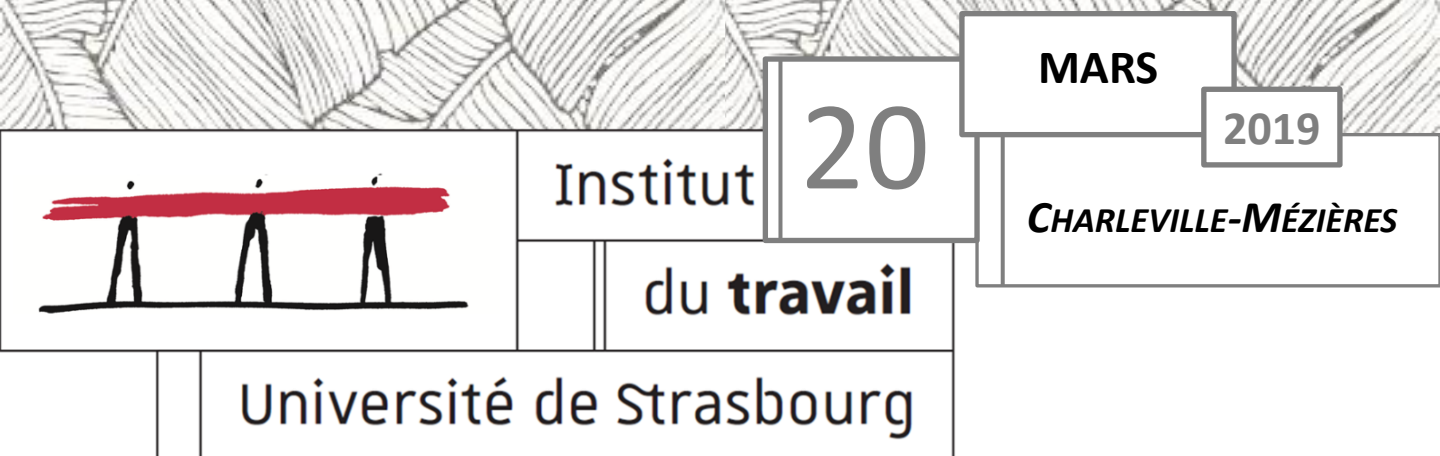 MARS
20
2019
Institut
CHARLEVILLE-MÉZIÈRES
du travail
Université de Strasbourg